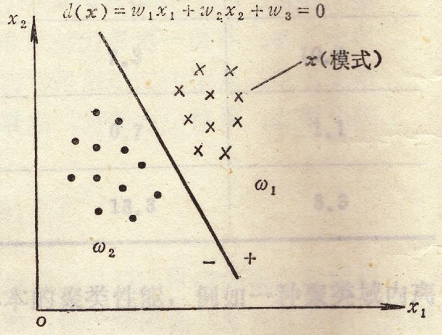 d(x) = w₁x₁ + w₂x₂ + w₃ = 0
x₂
x(模式)
ω₁
ω₂
− +
o
x₁